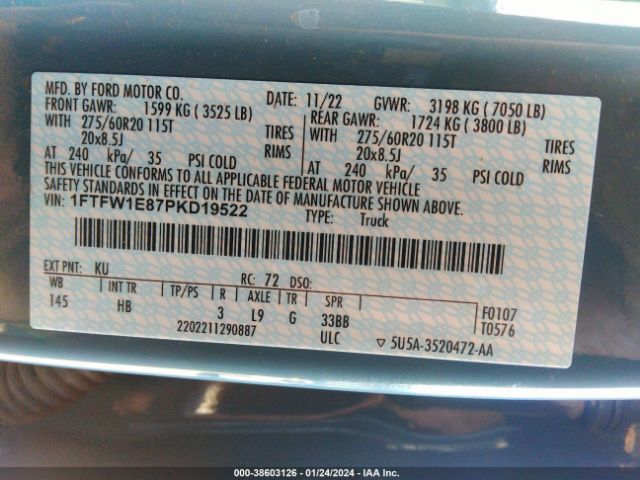 MFD. BY FORD MOTOR CO. DATE: 11/22 GVWR: 3198 KG ( 7050 LB)
FRONT GAWR: 1599 KG ( 3525 LB) REAR GAWR: 1724 KG ( 3800 LB)
WITH 275/60R20 115T TIRES WITH 275/60R20 115T TIRES
20x8.5J RIMS 20x8.5J RIMS
AT 240 kPa/ 35 PSI COLD AT 240 kPa/ 35 PSI COLD
THIS VEHICLE CONFORMS TO ALL APPLICABLE FEDERAL MOTOR VEHICLE
SAFETY STANDARDS IN EFFECT ON THE DATE OF MANUFACTURE SHOWN ABOVE.
VIN: 1FTFW1E87PKD19522 TYPE: Truck
EXT PNT: KU RC: 72 DSO:
WB INT TR TP/PS R AXLE TR SPR F0107
145 HB 3 L9 G 33BB T0576
2202211290887 ULC ▽ 5U5A-3520472-AA
000-38603126 - 01/24/2024 - IAA Inc.